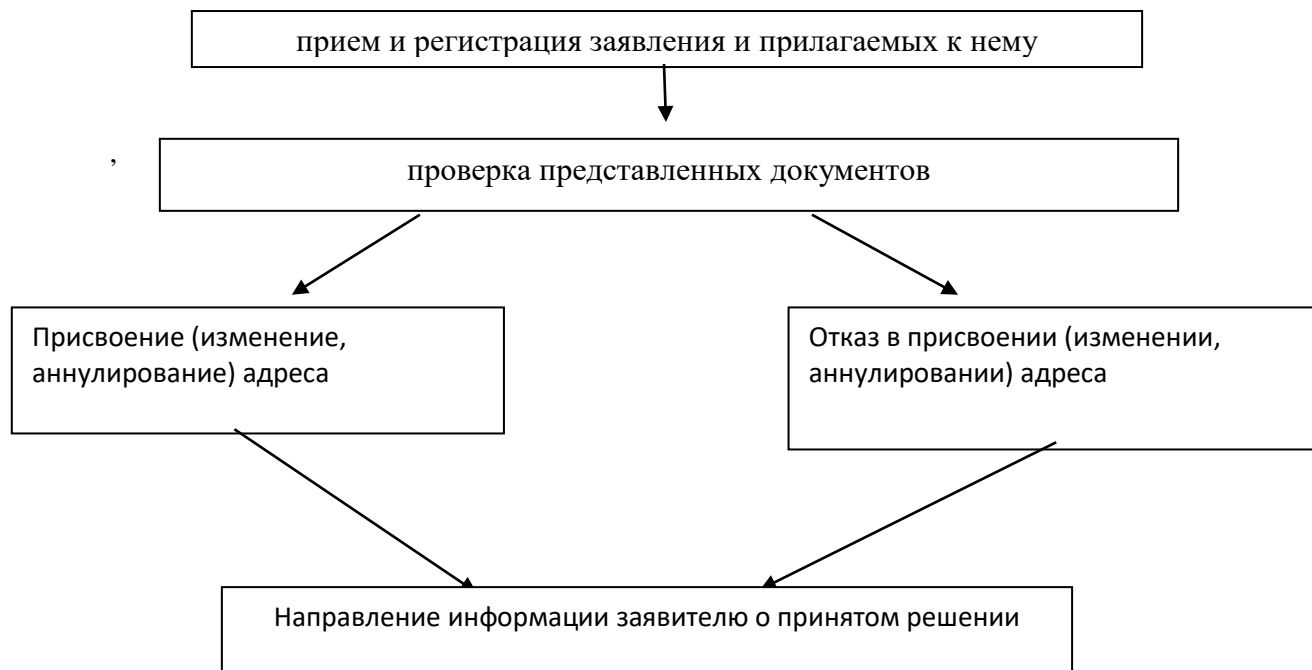 прием и регистрация заявления и прилагаемых к нему
,
проверка представленных документов
Присвоение (изменение,
аннулирование) адреса
Отказ в присвоении (изменении,
аннулировании) адреса
Направление информации заявителю о принятом решении